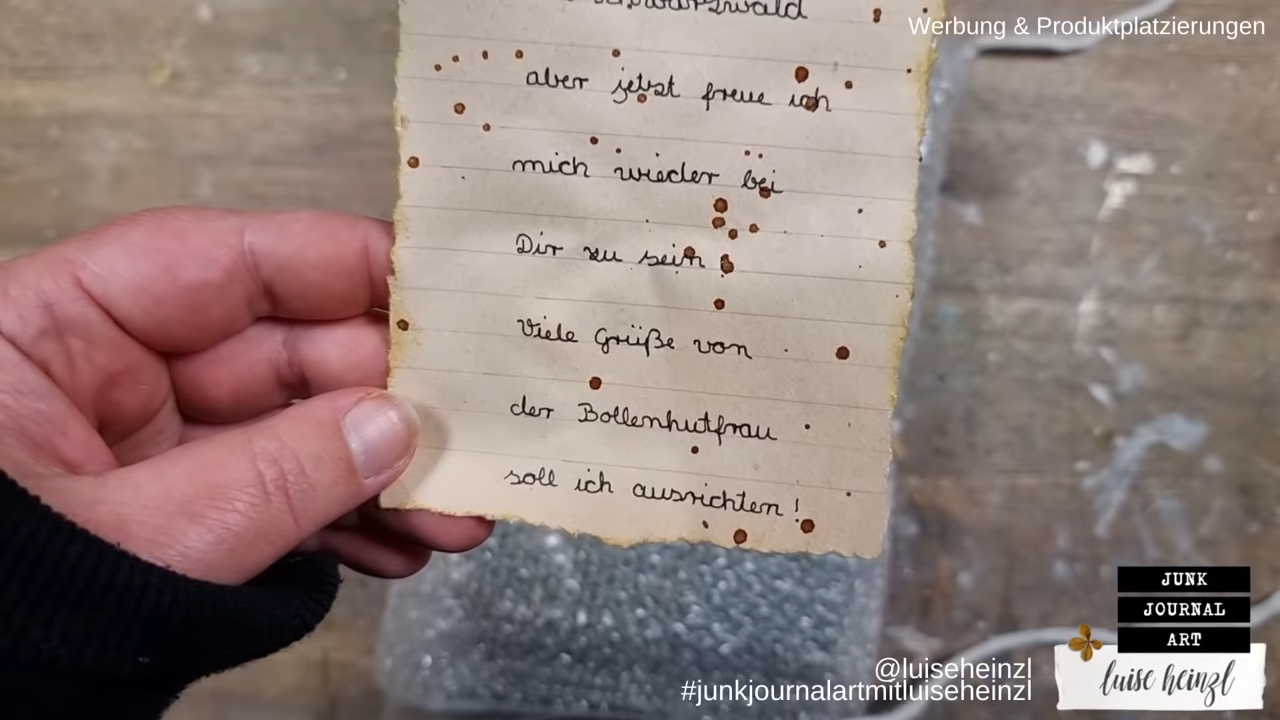 Werbung & Produktplatzierungen
Schwarzwald
aber jetzt freue ich
mich wieder bei
Dir zu sein!
Viele Grüße von
der Bollenhutfrau
soll ich ausrichten!
JUNK
JOURNAL
ART
luise heinzl
@luiseheinzl
#junkjournalartmitluiseheinzl